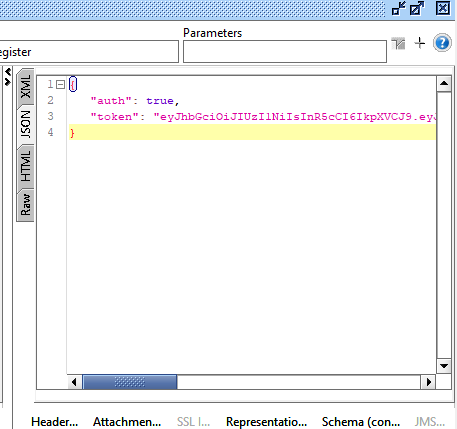 Parameters
egister
XML
JSON
HTML
Raw
1 {
2 "auth": true,
3 "token": "eyJhbGciOiJIUzI1NiIsInR5cCI6IkpXVCJ9.eyJ
4 }
Header... Attachmen... SSL I... Representatio... Schema (con... JMS...